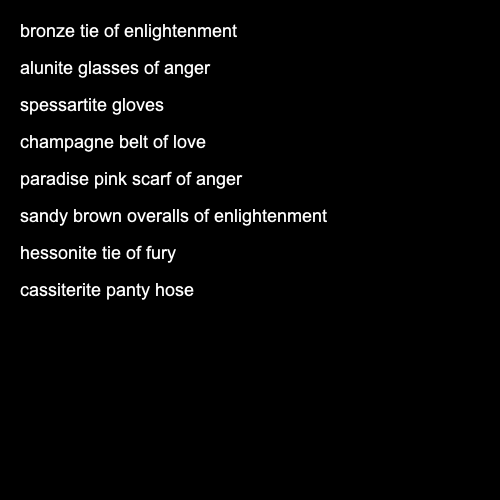 bronze tie of enlightenment
alunite glasses of anger
spessartite gloves
champagne belt of love
paradise pink scarf of anger
sandy brown overalls of enlightenment
hessonite tie of fury
cassiterite panty hose